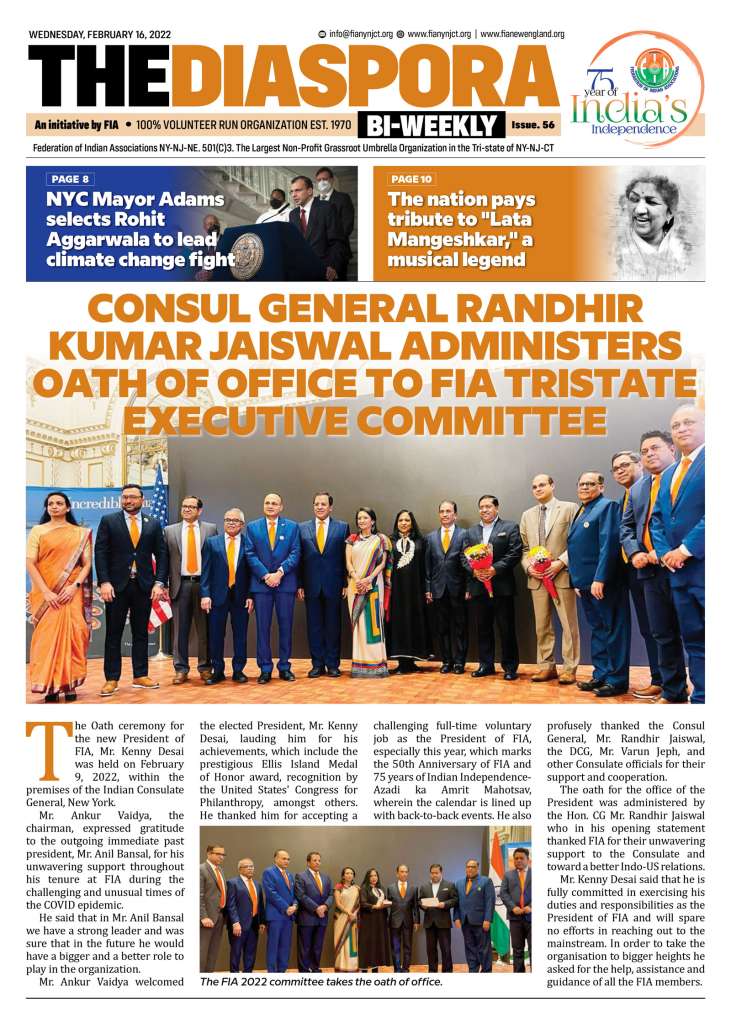 WEDNESDAY, FEBRUARY 16, 2022
info@fianynjct.org www.fianynjct.org | www.fianewengland.org
THEDIASPORA
An initiative by FIA • 100% VOLUNTEER RUN ORGANIZATION EST. 1970
BI-WEEKLY
Issue. 56
75
year of
India's
Independence
Federation of Indian Associations NY-NJ-NE. 501(C)3. The Largest Non-Profit Grassroot Umbrella Organization in the Tri-state of NY-NJ-CT
PAGE 8
NYC Mayor Adams
selects Rohit
Aggarwala to lead
climate change fight
PAGE 10
The nation pays
tribute to "Lata
Mangeshkar," a
musical legend
CONSUL GENERAL RANDHIR
KUMAR JAISWAL ADMINISTERS
OATH OF OFFICE TO FIA TRISTATE
EXECUTIVE COMMITTEE
The Oath ceremony for
the new President of
FIA, Mr. Kenny Desai
was held on February
9, 2022, within the
premises of the Indian Consulate
General, New York.
Mr. Ankur Vaidya, the
chairman, expressed gratitude
to the outgoing immediate past
president, Mr. Anil Bansal, for his
unwavering support throughout
his tenure at FIA during the
challenging and unusual times of
the COVID epidemic.
He said that in Mr. Anil Bansal
we have a strong leader and was
sure that in the future he would
have a bigger and a better role to
play in the organization.
Mr. Ankur Vaidya welcomed
the elected President, Mr. Kenny
Desai, lauding him for his
achievements, which include the
prestigious Ellis Island Medal
of Honor award, recognition by
the United States' Congress for
Philanthropy, amongst others.
He thanked him for accepting a
challenging full-time voluntary
job as the President of FIA,
especially this year, which marks
the 50th Anniversary of FIA and
75 years of Indian Independence-
Azadi ka Amrit Mahotsav,
wherein the calendar is lined up
with back-to-back events. He also
The FIA 2022 committee takes the oath of office.
profusely thanked the Consul
General, Mr. Randhir Jaiswal,
the DCG, Mr. Varun Jeph, and
other Consulate officials for their
support and cooperation.
The oath for the office of the
President was administered by
the Hon. CG Mr. Randhir Jaiswal
who in his opening statement
thanked FIA for their unwavering
support to the Consulate and
toward a better Indo-US relations.
Mr. Kenny Desai said that he is
fully committed in exercising his
duties and responsibilities as the
President of FIA and will spare
no efforts in reaching out to the
mainstream. In order to take the
organisation to bigger heights he
asked for the help, assistance and
guidance of all the FIA members.